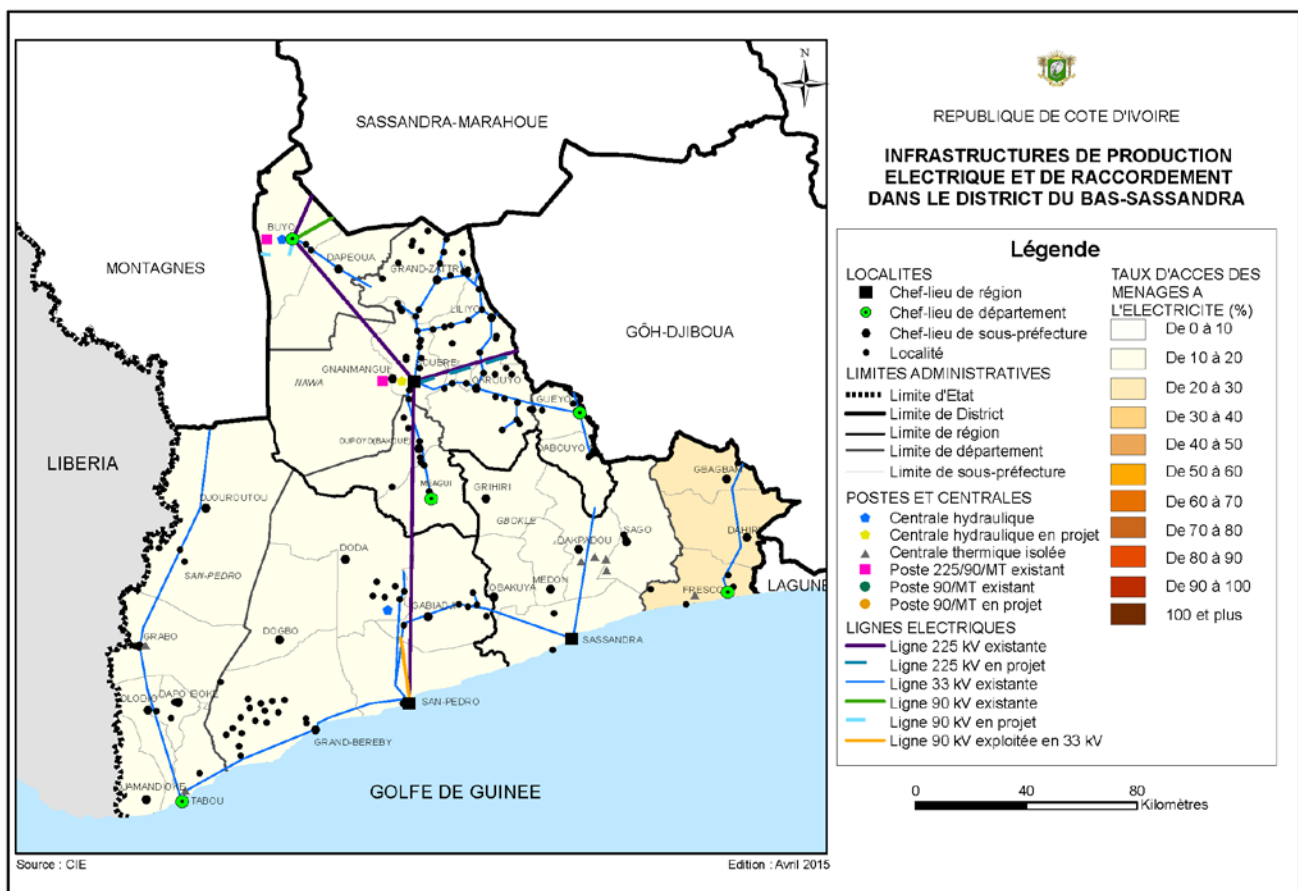 N
SASSANDRA-MARAHOUE
MONTAGNES
GÔH-DJIBOUA
LIBERIA
LAGUNE
GOLFE DE GUINEE
BUYO
DAPEOUA
GRAND-ZATTR
LILIYO
GNANMANGUI
SOUBRE
NAWA
OKROUYO
GUEYO
DABOUYO
OUPOYO(BAKOUE)
MEAGUI
GRIHIRI
GBOKLE
SAGO
GBAGBAM
DAHIRI
DJOUROUTOU
DAKPADOU
SAN-PEDRO
DODA
OBAKUYA
MEDON
FRESCO
GABIADJI
GRABO
DOGBO
SASSANDRA
OLODIO
DAPO-IBOKE
SAN-PEDRO
GRAND-BEREBY
DJAMANDIOKE
TABOU
Source : CIE
Edition : Avril 2015
REPUBLIQUE DE COTE D'IVOIRE
INFRASTRUCTURES DE PRODUCTION
ELECTRIQUE ET DE RACCORDEMENT
DANS LE DISTRICT DU BAS-SASSANDRA
Légende
LOCALITES
Chef-lieu de région
Chef-lieu de département
Chef-lieu de sous-préfecture
Localité
LIMITES ADMINISTRATIVES
Limite d'Etat
Limite de District
Limite de région
Limite de département
Limite de sous-préfecture
POSTES ET CENTRALES
Centrale hydraulique
Centrale hydraulique en projet
Centrale thermique isolée
Poste 225/90/MT existant
Poste 90/MT existant
Poste 90/MT en projet
LIGNES ELECTRIQUES
Ligne 225 kV existante
Ligne 225 kV en projet
Ligne 33 kV existante
Ligne 90 kV existante
Ligne 90 kV en projet
Ligne 90 kV exploitée en 33 kV
TAUX D'ACCES DES
MENAGES A
L'ELECTRICITE (%)
De 0 à 10
De 10 à 20
De 20 à 30
De 30 à 40
De 40 à 50
De 50 à 60
De 60 à 70
De 70 à 80
De 80 à 90
De 90 à 100
100 et plus
0 40 80
Kilomètres